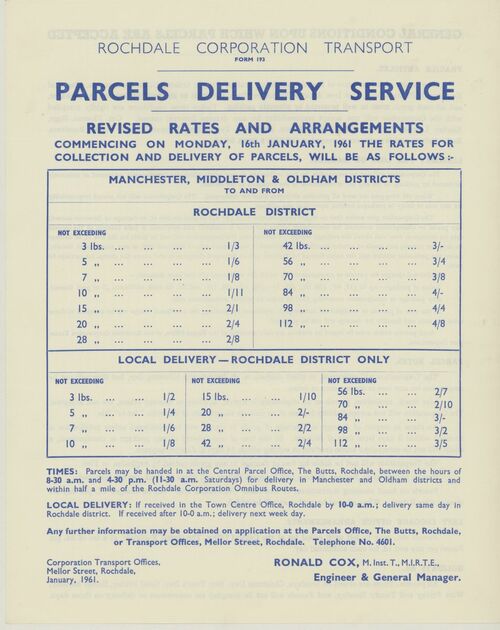 ROCHDALE CORPORATION TRANSPORT
FORM 193
PARCELS DELIVERY SERVICE
REVISED RATES AND ARRANGEMENTS
COMMENCING ON MONDAY, 16th JANUARY, 1961 THE RATES FOR
COLLECTION AND DELIVERY OF PARCELS, WILL BE AS FOLLOWS :-
MANCHESTER, MIDDLETON & OLDHAM DISTRICTS
TO AND FROM
ROCHDALE DISTRICT
NOT EXCEEDING
3 lbs. ... ... ... ... 1/3
5 ,, ... ... ... ... 1/6
7 ,, ... ... ... ... 1/8
10 ,, ... ... ... ... 1/11
15 ,, ... ... ... ... 2/1
20 ,, ... ... ... ... 2/4
28 ,, ... ... ... ... 2/8
NOT EXCEEDING
42 lbs. ... ... ... ... 3/-
56 ,, ... ... ... ... 3/4
70 ,, ... ... ... ... 3/8
84 ,, ... ... ... ... 4/-
98 ,, ... ... ... ... 4/4
112 ,, ... ... ... ... 4/8
LOCAL DELIVERY — ROCHDALE DISTRICT ONLY
NOT EXCEEDING
3 lbs. ... ... 1/2
5 ,, ... ... 1/4
7 ,, ... ... 1/6
10 ,, ... ... 1/8
NOT EXCEEDING
15 lbs. ... ... 1/10
20 ,, ... ... 2/-
28 ,, ... ... 2/2
42 ,, ... ... 2/4
NOT EXCEEDING
56 lbs. ... ... 2/7
70 ,, ... ... 2/10
84 ,, ... ... 3/-
98 ,, ... ... 3/2
112 ,, ... ... 3/5
TIMES: Parcels may be handed in at the Central Parcel Office, The Butts, Rochdale, between the hours of
8-30 a.m. and 4-30 p.m. (11-30 a.m. Saturdays) for delivery in Manchester and Oldham districts and
within half a mile of the Rochdale Corporation Omnibus Routes.
LOCAL DELIVERY: If received in the Town Centre Office, Rochdale by 10-0 a.m.; delivery same day in
Rochdale district. If received after 10-0 a.m.; delivery next week day.
Any further information may be obtained on application at the Parcels Office, The Butts, Rochdale,
or Transport Offices, Mellor Street, Rochdale. Telephone No. 4601.
Corporation Transport Offices,
Mellor Street, Rochdale,
January, 1961.
RONALD COX, M. Inst. T., M.I.R.T.E.,
Engineer & General Manager.